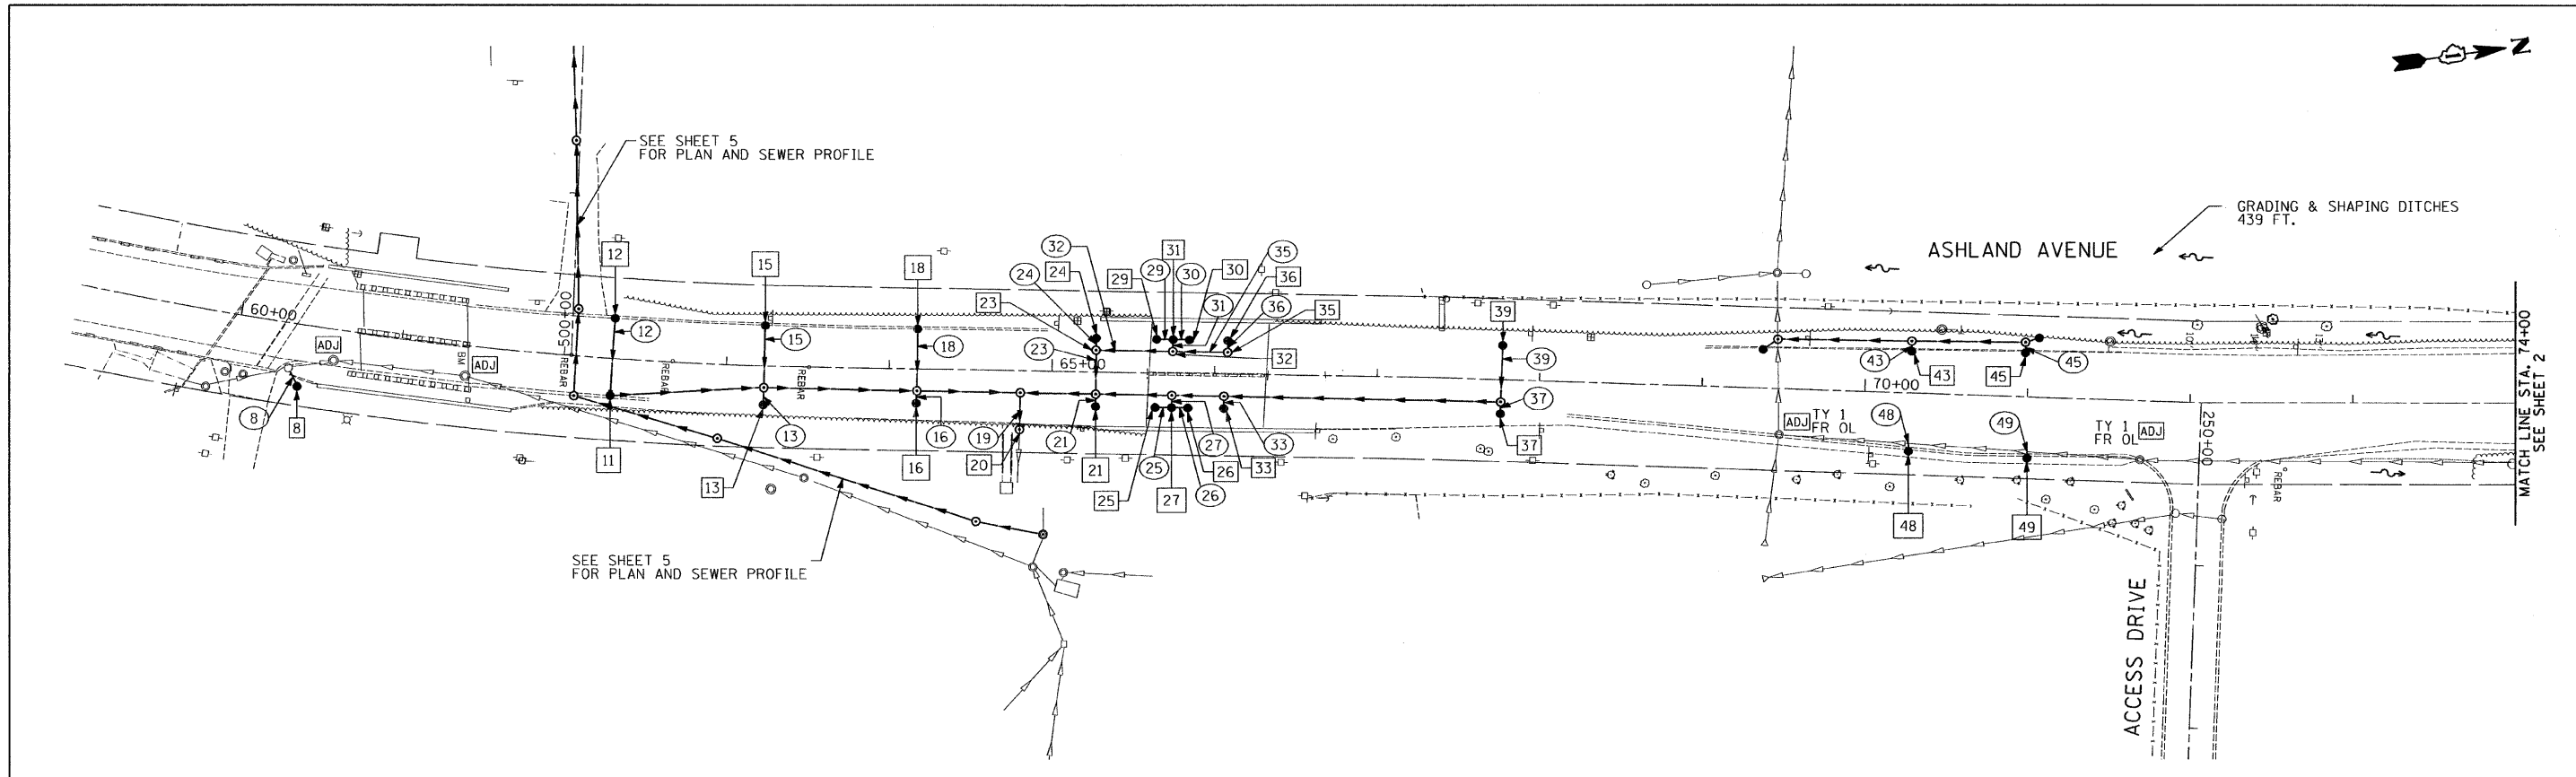 N
SEE SHEET 5
FOR PLAN AND SEWER PROFILE
GRADING & SHAPING DITCHES
439 FT.
ASHLAND AVENUE
12
15
18
32
24
24
23
29
31
29
30
30
35
36
31
36
35
32
39
60+00
500+00
REBAR
12
15
18
23
65+00
39
43
43
45
45
70+00
MATCH LINE STA. 74+00
SEE SHEET 2
ADJ
BM
ADJ
REBAR
REBAR
8
8
11
13
13
16
16
19
20
21
21
25
25
27
27
26
26
33
33
37
37
ADJ
TY 1
FR OL
48
48
49
49
TY 1
FR OL
ADJ
250+00
REBAR
SEE SHEET 5
FOR PLAN AND SEWER PROFILE
ACCESS DRIVE